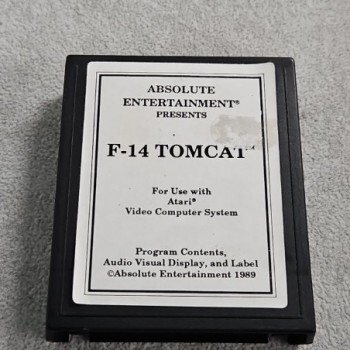 ABSOLUTE
ENTERTAINMENT®
PRESENTS
F-14 TOMCAT™
For Use with
Atari®
Video Computer System
Program Contents,
Audio Visual Display, and Label
©Absolute Entertainment 1989